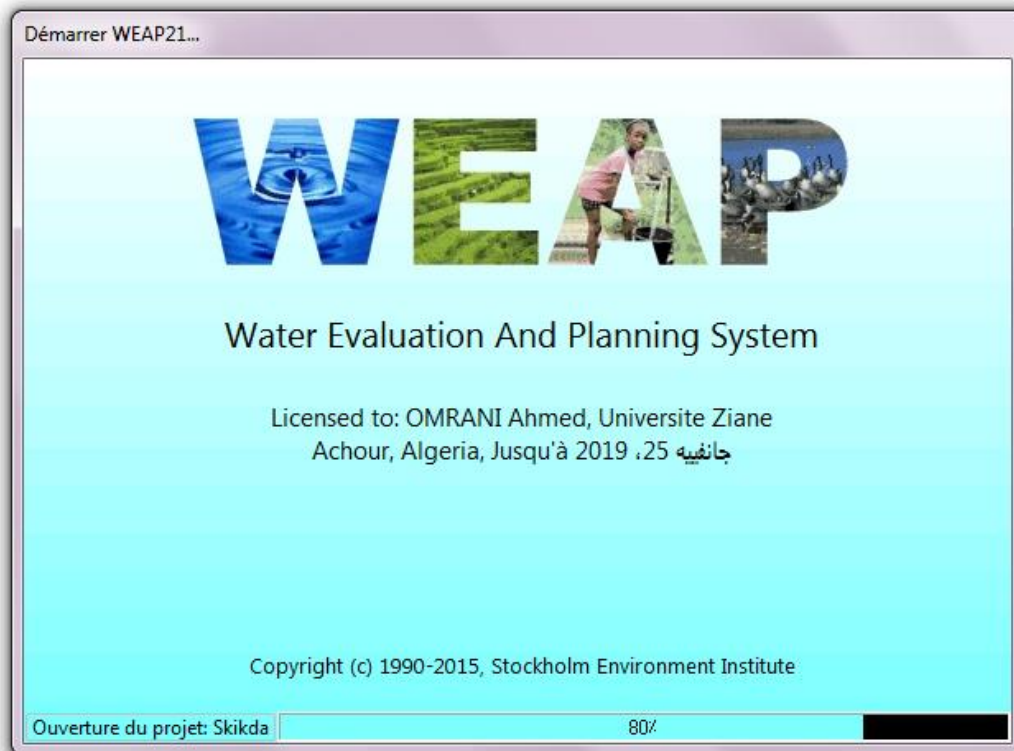 Démarrer WEAP21...
WEAP
Water Evaluation And Planning System
Licensed to: OMRANI Ahmed, Universite Ziane
Achour, Algeria, Jusqu'à 2019 ،25 جانفييه
Copyright (c) 1990-2015, Stockholm Environment Institute
Ouverture du projet: Skikda 80%